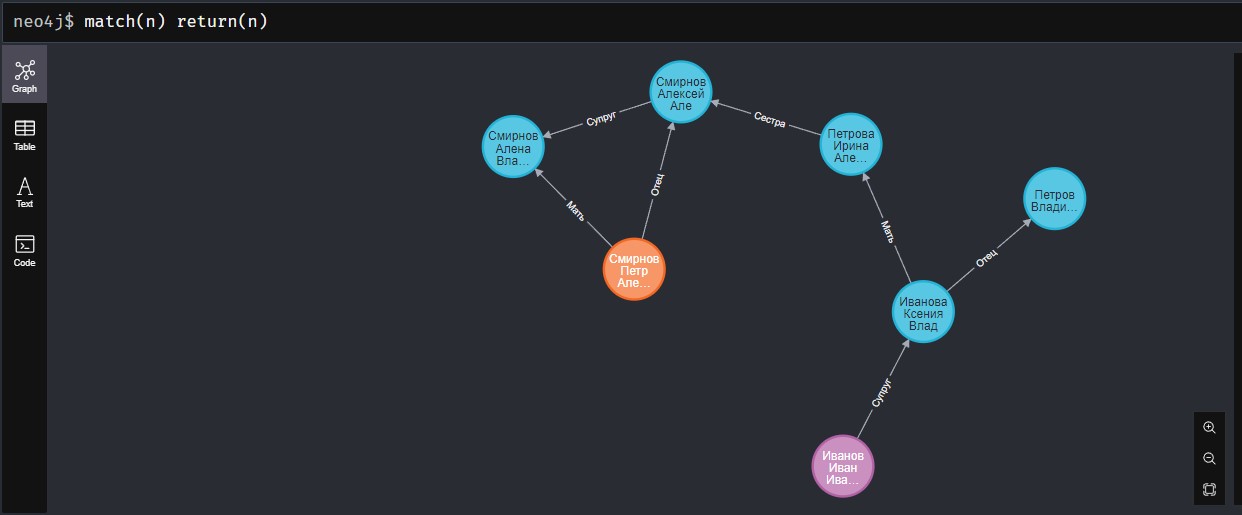 neo4j$ match(n) return(n)
Graph
Table
Text
Code
Смирнов
Алексей
Але
Супруг
Сестра
Смирнов
Алена
Вла…
Петрова
Ирина
Але…
Мать
Отец
Петров
Влади…
Смирнов
Петр
Але…
Мать
Отец
Иванова
Ксения
Влад
Супруг
Иванов
Иван
Ива…